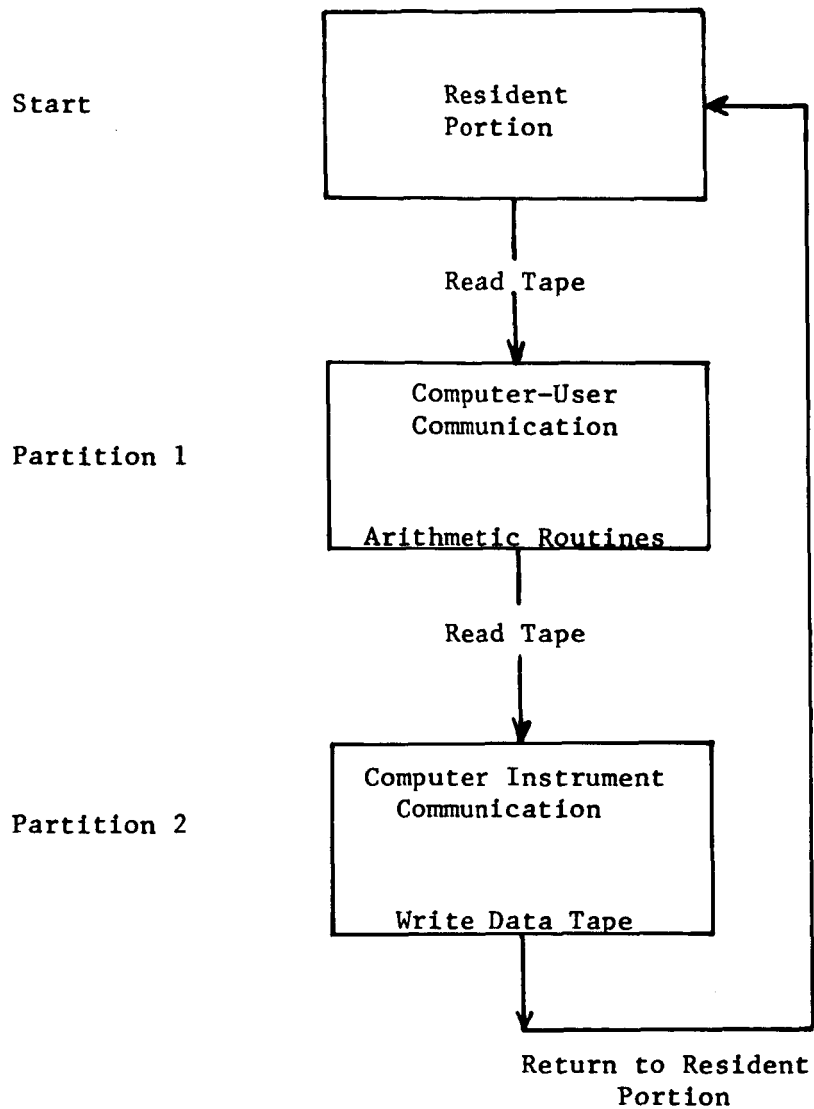 Start
Resident
Portion
Read Tape
Partition 1
Computer-User
Communication
Arithmetic Routines
Read Tape
Partition 2
Computer Instrument
Communication
Write Data Tape
Return to Resident
Portion